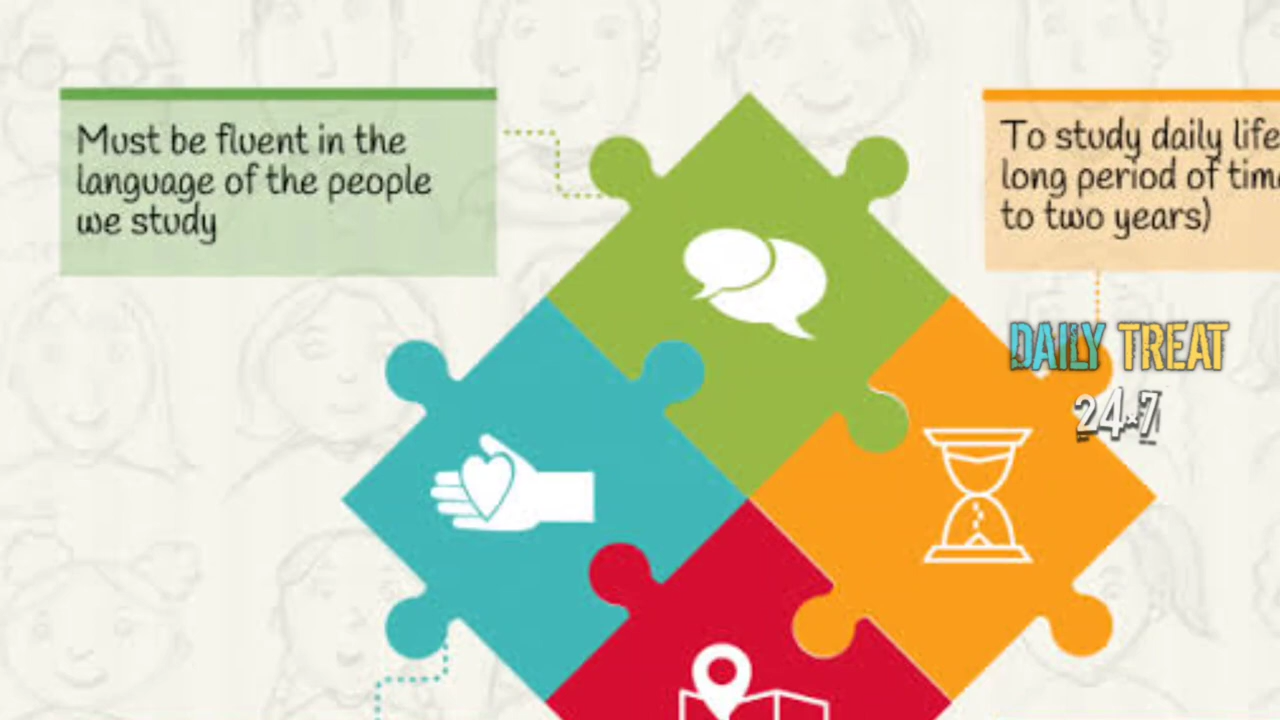 Must be fluent in the
language of the people
we study
To study daily life
long period of time
to two years)
DAILY TREAT
24×7